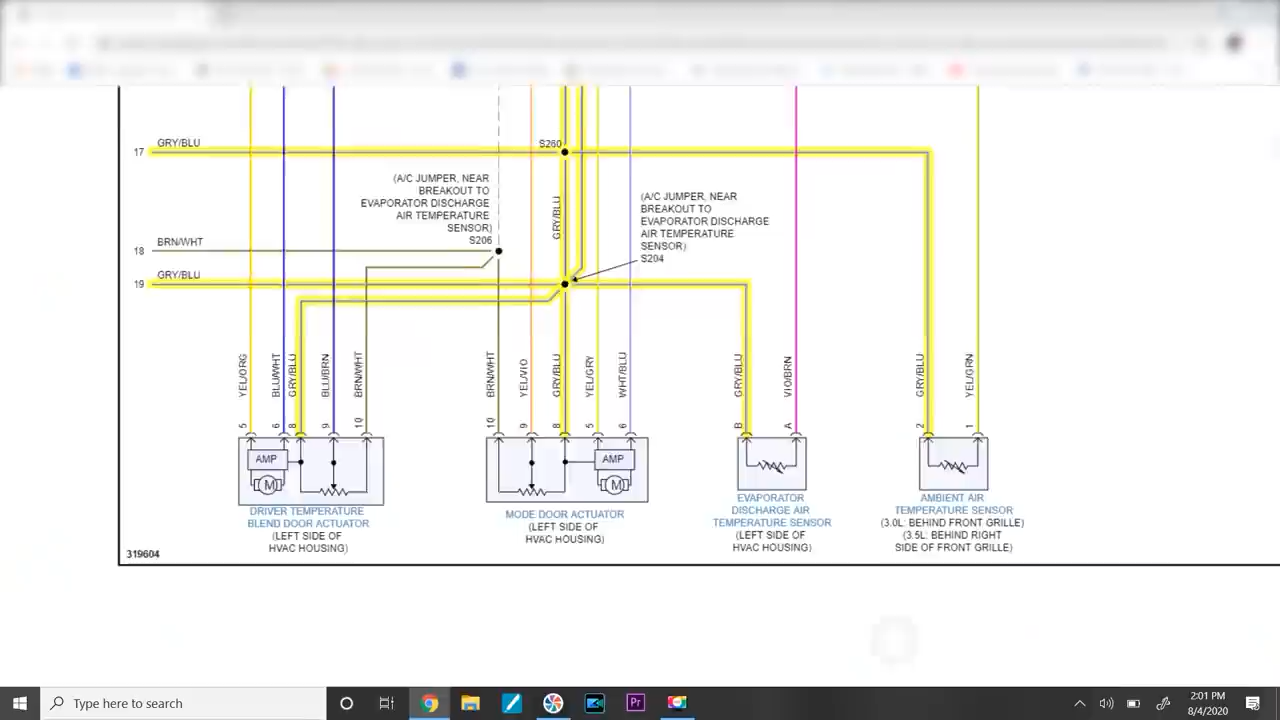 17
GRY/BLU
S260
(A/C JUMPER, NEAR
BREAKOUT TO
EVAPORATOR DISCHARGE
AIR TEMPERATURE
SENSOR)
S206
(A/C JUMPER, NEAR
BREAKOUT TO
EVAPORATOR DISCHARGE
AIR TEMPERATURE
SENSOR)
S204
GRY/BLU
18
BRN/WHT
19
GRY/BLU
YEL/ORG
BLU/WHT
GRY/BLU
BLU/BRN
BRN/WHT
BRN/WHT
YEL/VIO
GRY/BLU
YEL/GRY
WHT/BLU
GRY/BLU
VIO/BRN
GRY/BLU
YEL/GRN
5 6 8 9 10
10 9 8 5 6
B A
2 1
AMP
M
AMP
M
DRIVER TEMPERATURE
BLEND DOOR ACTUATOR
(LEFT SIDE OF
HVAC HOUSING)
MODE DOOR ACTUATOR
(LEFT SIDE OF
HVAC HOUSING)
EVAPORATOR
DISCHARGE AIR
TEMPERATURE SENSOR
(LEFT SIDE OF
HVAC HOUSING)
AMBIENT AIR
TEMPERATURE SENSOR
(3.0L: BEHIND FRONT GRILLE)
(3.5L: BEHIND RIGHT
SIDE OF FRONT GRILLE)
319604
Type here to search
Pr
2:01 PM
8/4/2020